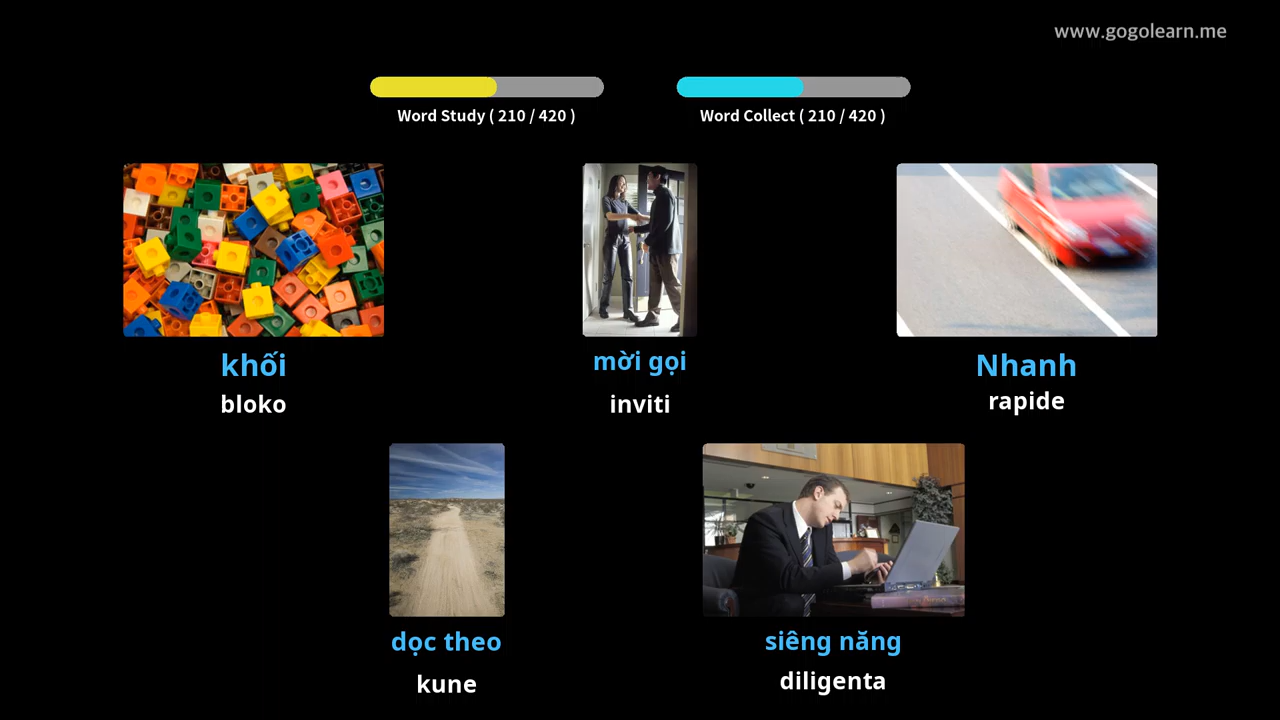 www.gogolearn.me
Word Study ( 210 / 420 )
Word Collect ( 210 / 420 )
khối
bloko
mời gọi
inviti
Nhanh
rapide
dọc theo
kune
siêng năng
diligenta